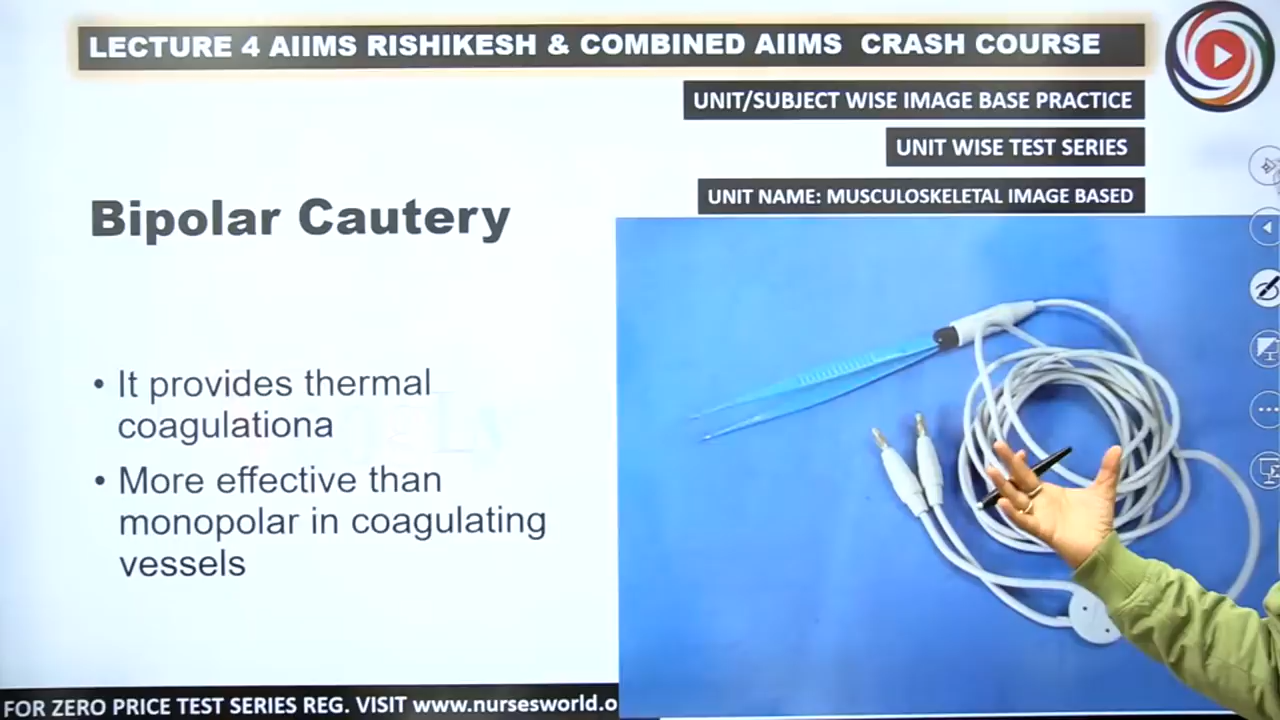 LECTURE 4 AIIMS RISHIKESH & COMBINED AIIMS CRASH COURSE
UNIT/SUBJECT WISE IMAGE BASE PRACTICE
UNIT WISE TEST SERIES
UNIT NAME: MUSCULOSKELETAL IMAGE BASED
Bipolar Cautery
• It provides thermal
coagulationa
• More effective than
monopolar in coagulating
vessels
FOR ZERO PRICE TEST SERIES REG. VISIT www.nursesworld.o